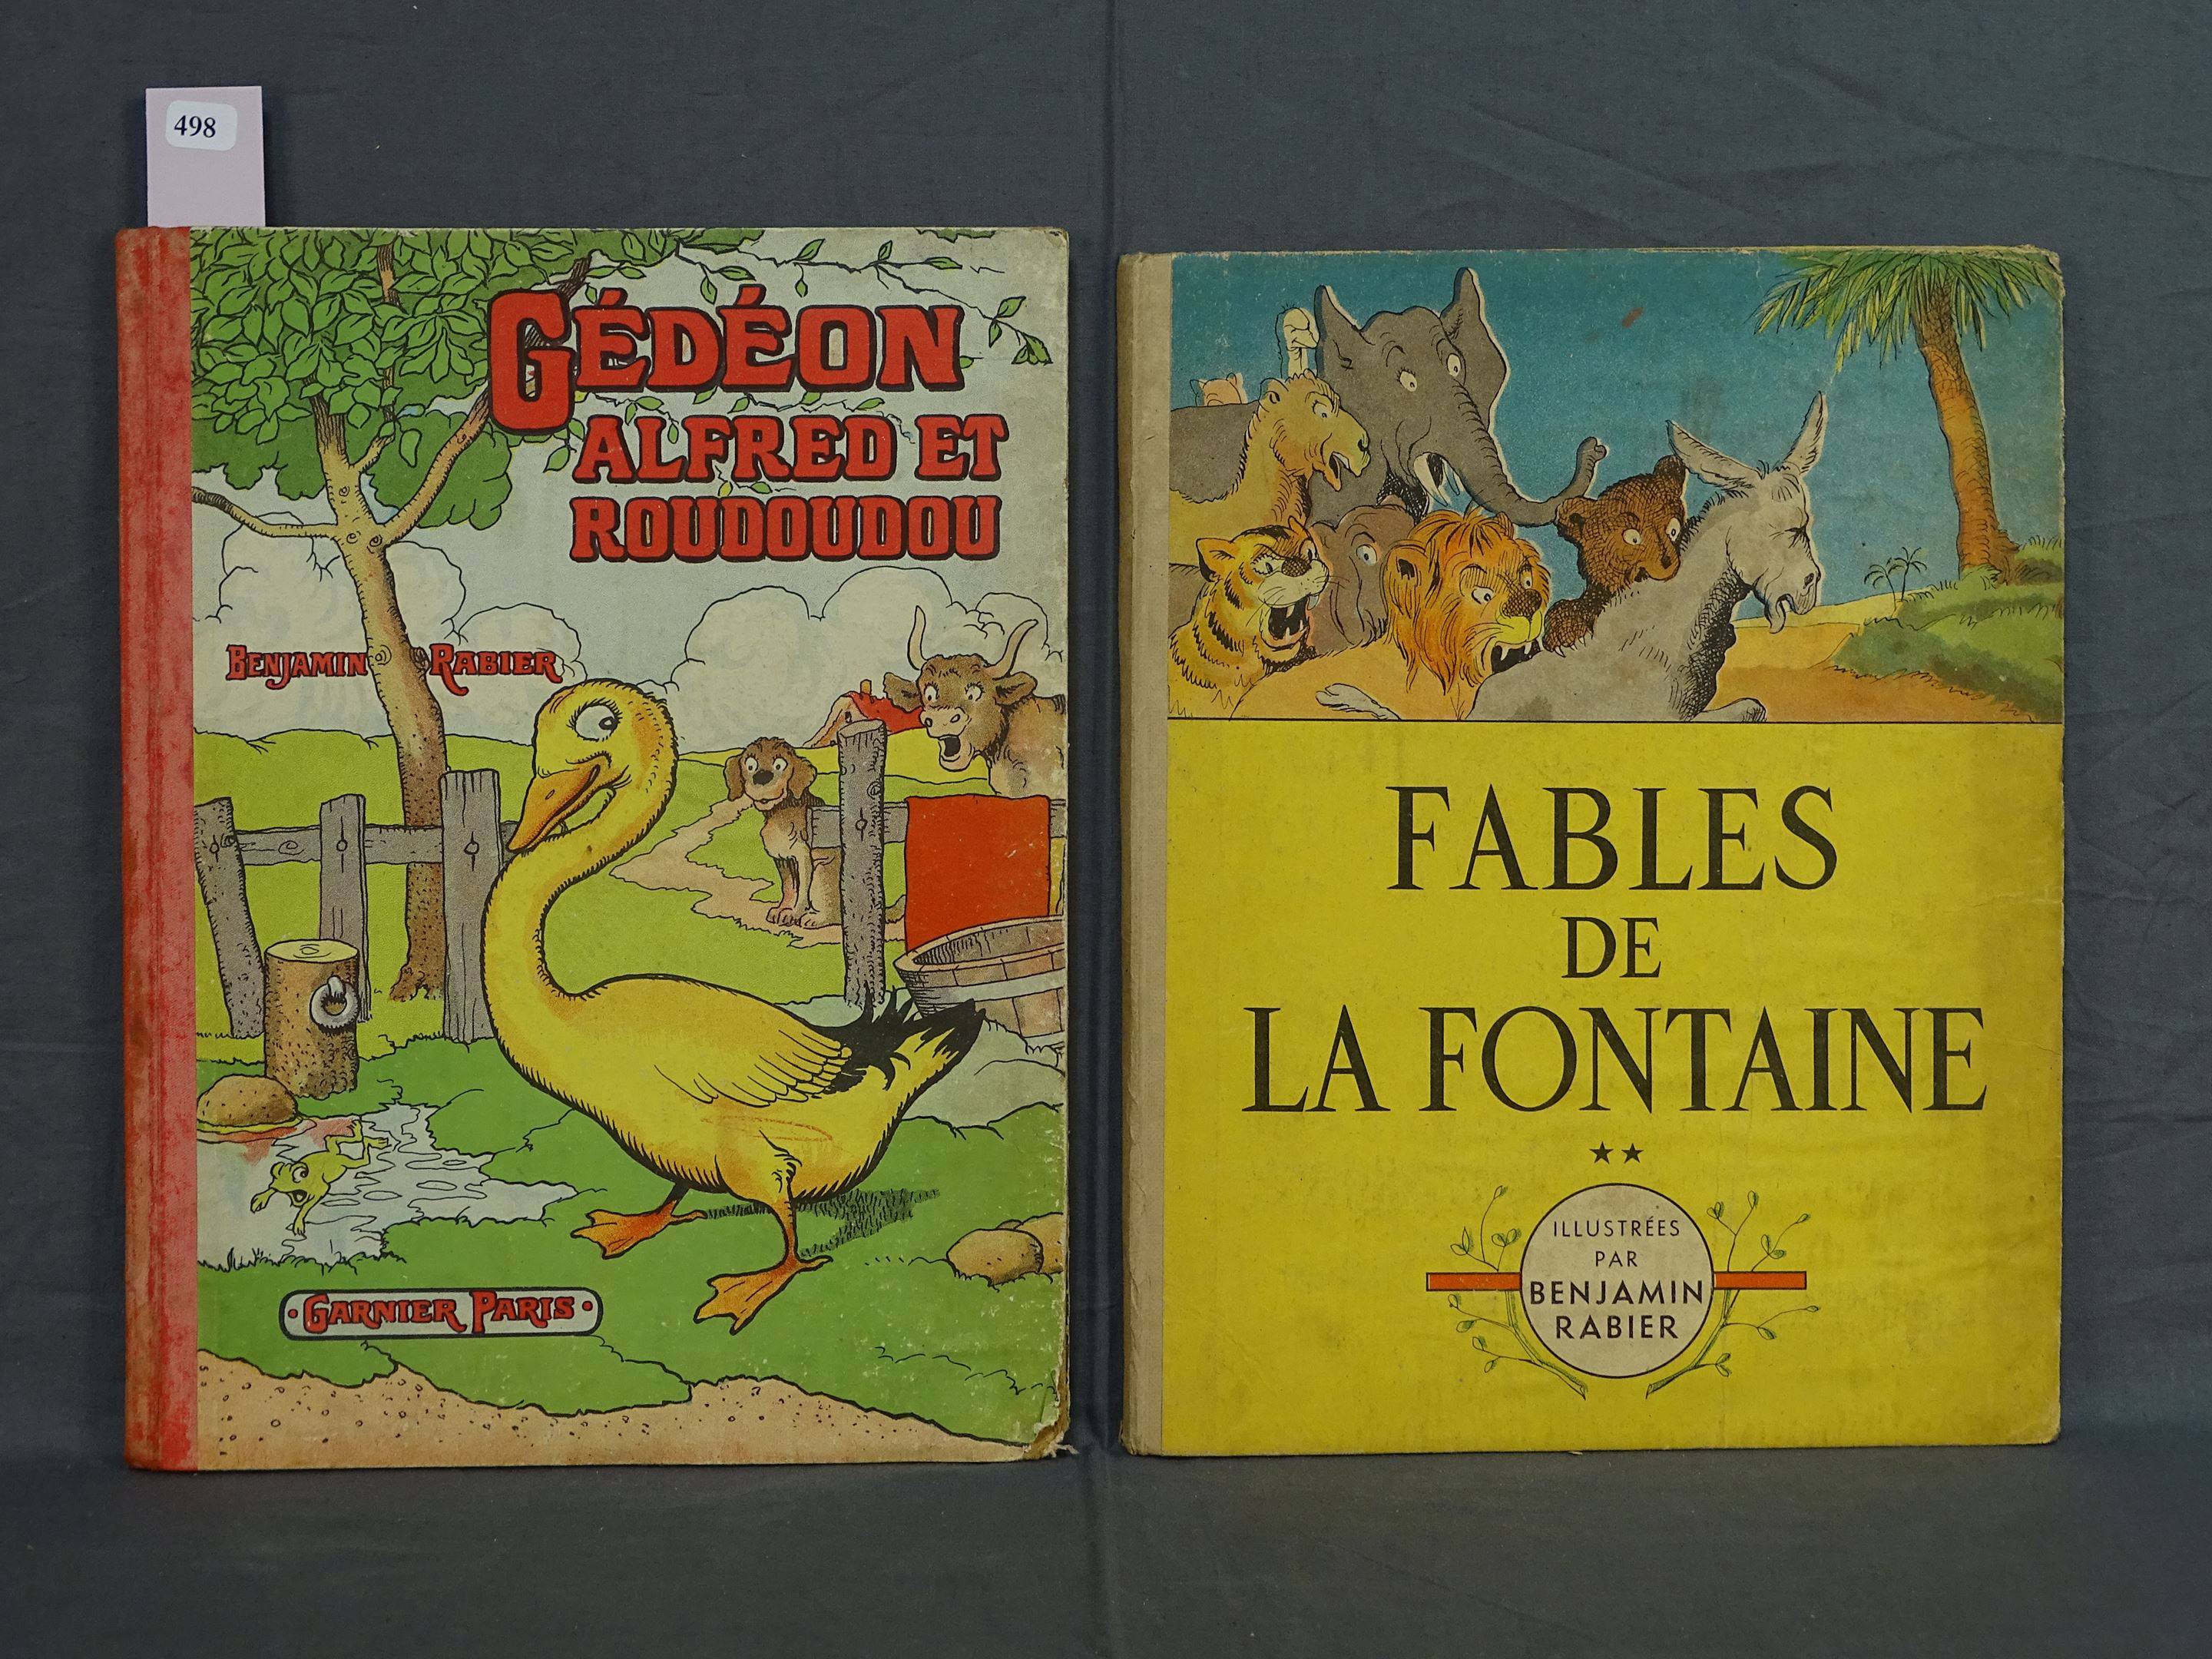 498
GÉDÉON
ALFRED ET
ROUDOUDOU
BENJAMIN RABIER
• GARNIER PARIS •
FABLES
DE
LA FONTAINE
★★
ILLUSTRÉES
PAR
BENJAMIN
RABIER